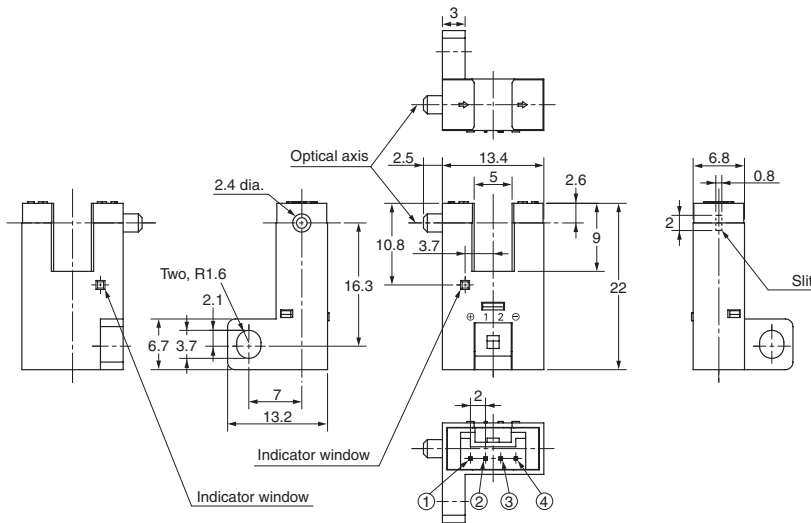 3
Optical axis
2.5
13.4
6.8
2.4 dia.
5
2.6
0.8
10.8
3.7
9
2
Two, R1.6
16.3
22
Slit
2.1
⊕ 1 2 ⊖
6.7
3.7
7
13.2
2
Indicator window
Indicator window
① ② ③ ④